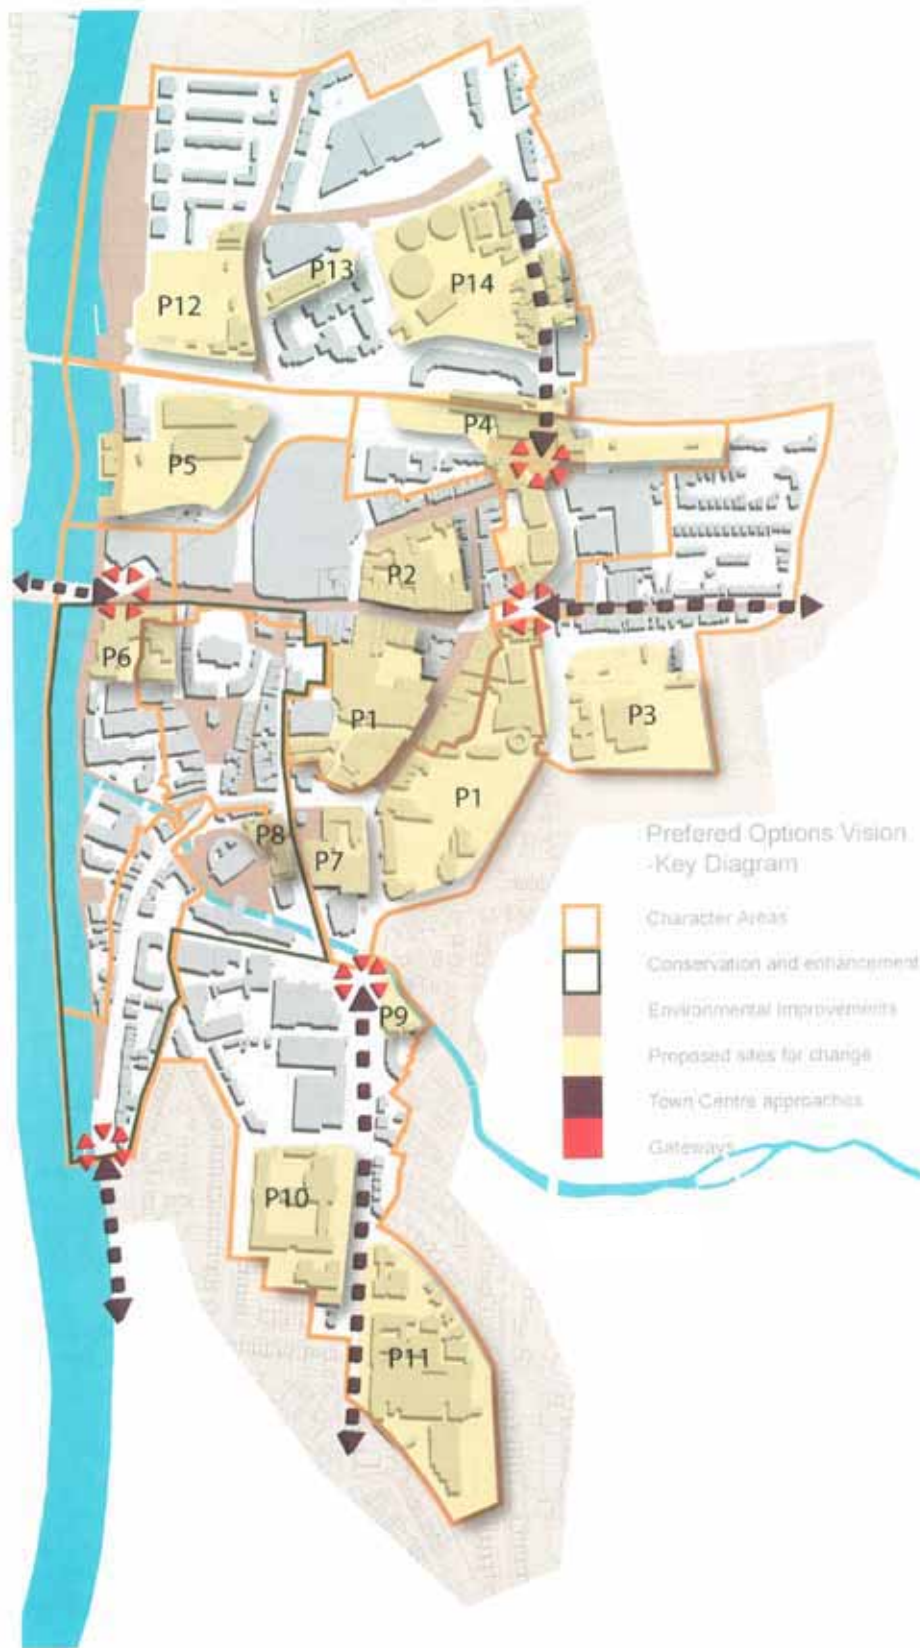 P13
P14
P12
P4
P5
P2
P6
P3
P1
P1
P8
P7
Prefered Options Vision
-Key Diagram
Character Areas
Conservation and enhancement
Environmental Improvements
Proposed sites for change
Town Centre approaches
Gateways
P9
P10
P11